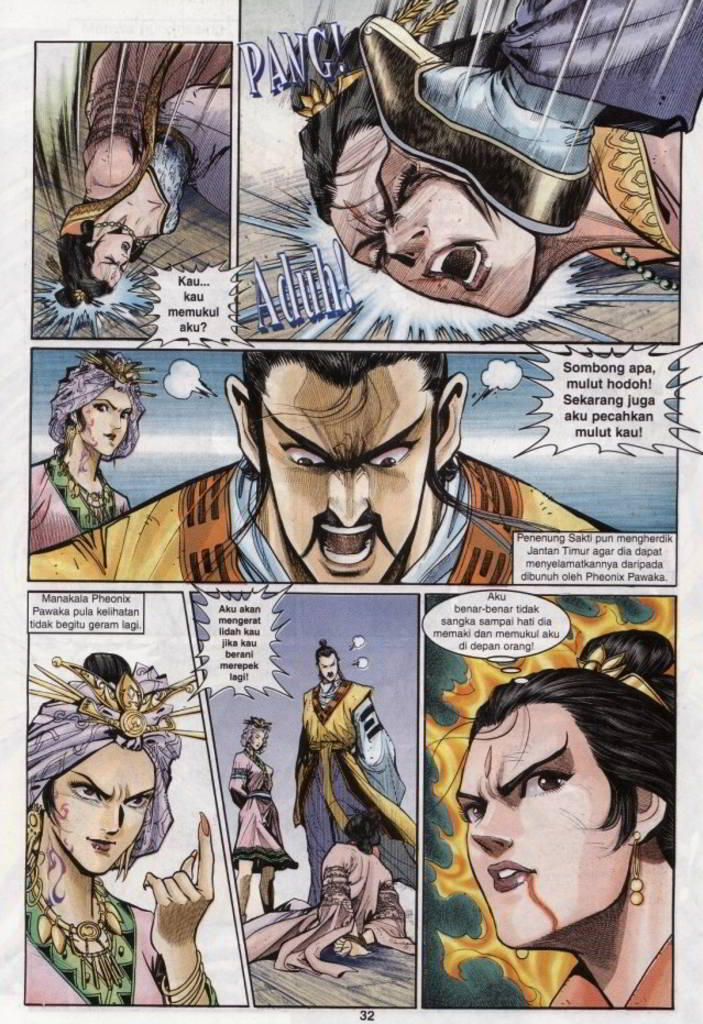 PANG!
Kau...
kau
memukul
aku?
Aduh!
Sombong apa,
mulut hodoh!
Sekarang juga
aku pecahkan
mulut kau!
Penenung Sakti pun mengherdik
Jantan Timur agar dia dapat
menyelamatkannya daripada
dibunuh oleh Pheonix Pawaka.
Manakala Pheonix
Pawaka pula kelihatan
tidak begitu geram lagi.
Aku akan
mengerat
lidah kau
jika kau
berani
merepek
lagi!
Aku
benar-benar tidak
sangka sampai hati dia
memaki dan memukul aku
di depan orang!
32